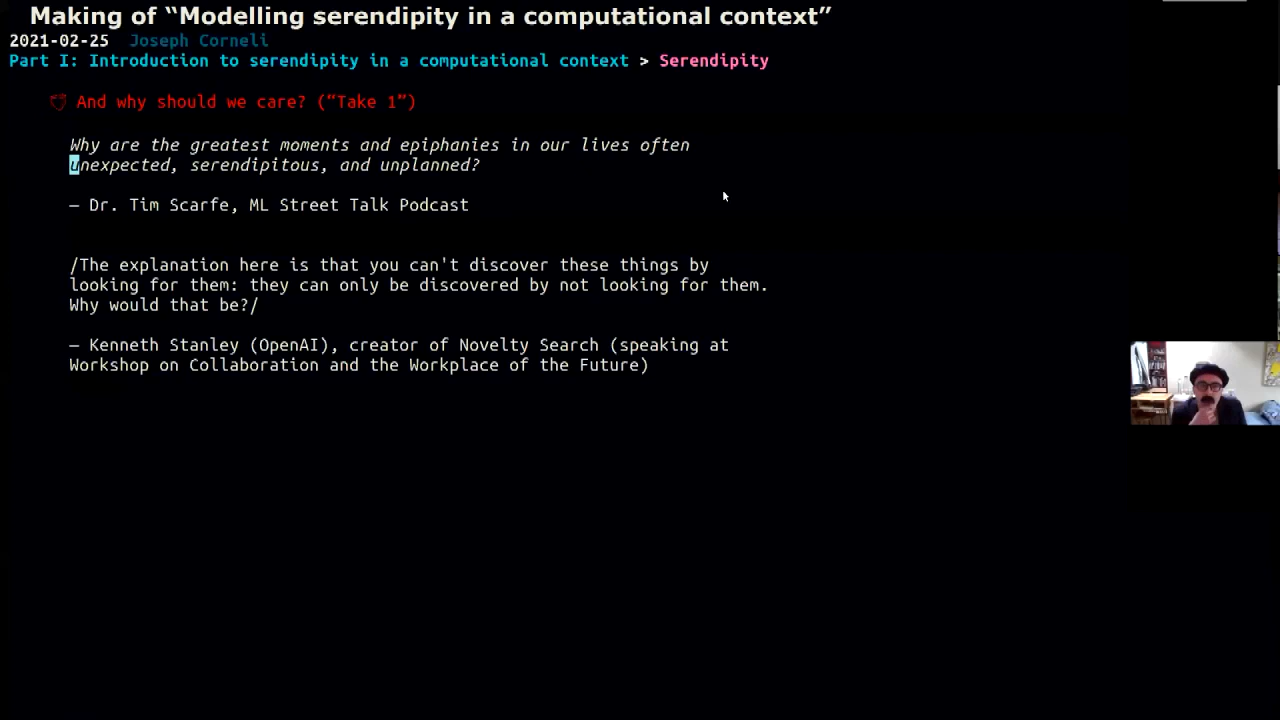 Making of “Modelling serendipity in a computational context”
2021-02-25 Joseph Corneli
Part I: Introduction to serendipity in a computational context > Serendipity
And why should we care? (“Take 1”)
Why are the greatest moments and epiphanies in our lives often
unexpected, serendipitous, and unplanned?
— Dr. Tim Scarfe, ML Street Talk Podcast
/The explanation here is that you can't discover these things by
looking for them: they can only be discovered by not looking for them.
Why would that be?/
— Kenneth Stanley (OpenAI), creator of Novelty Search (speaking at
Workshop on Collaboration and the Workplace of the Future)